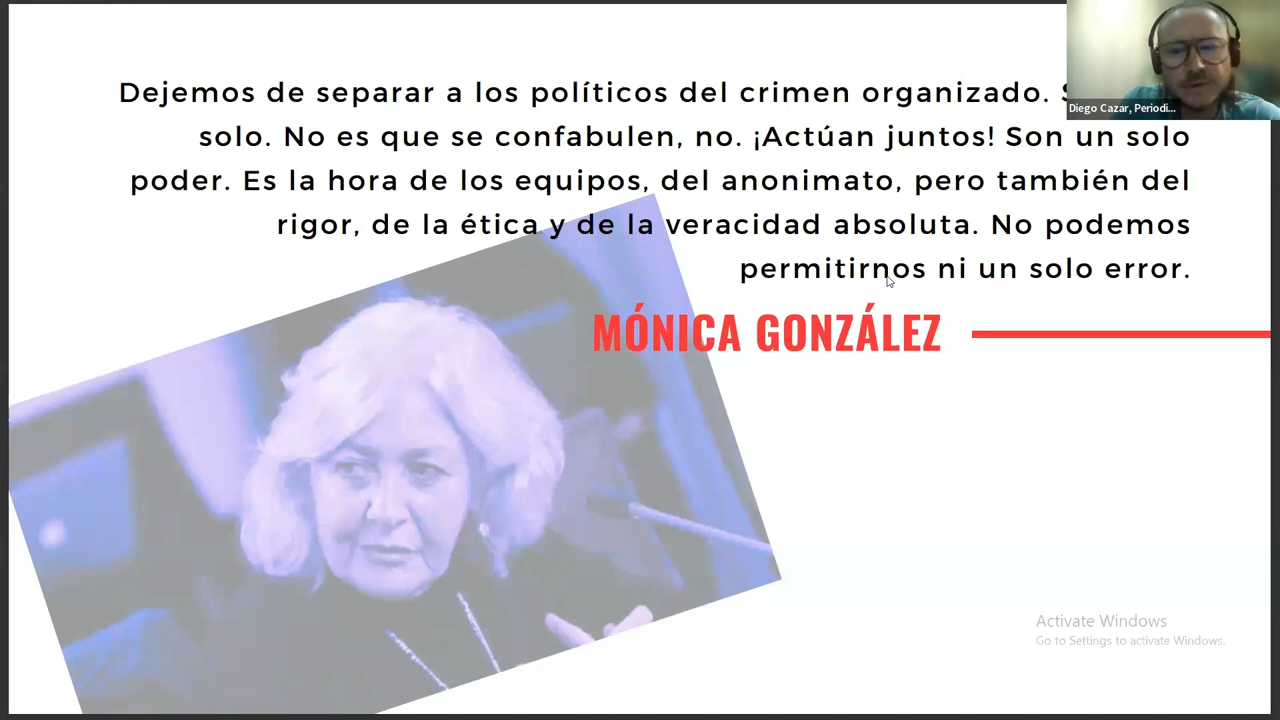 Dejemos de separar a los políticos del crimen organizado.
solo. No es que se confabulen, no. ¡Actúan juntos! Son un solo
poder. Es la hora de los equipos, del anonimato, pero también del
rigor, de la ética y de la veracidad absoluta. No podemos
permitirnos ni un solo error.
MÓNICA GONZÁLEZ
Diego Cazar, Periodi...
Activate Windows
Go to Settings to activate Windows.